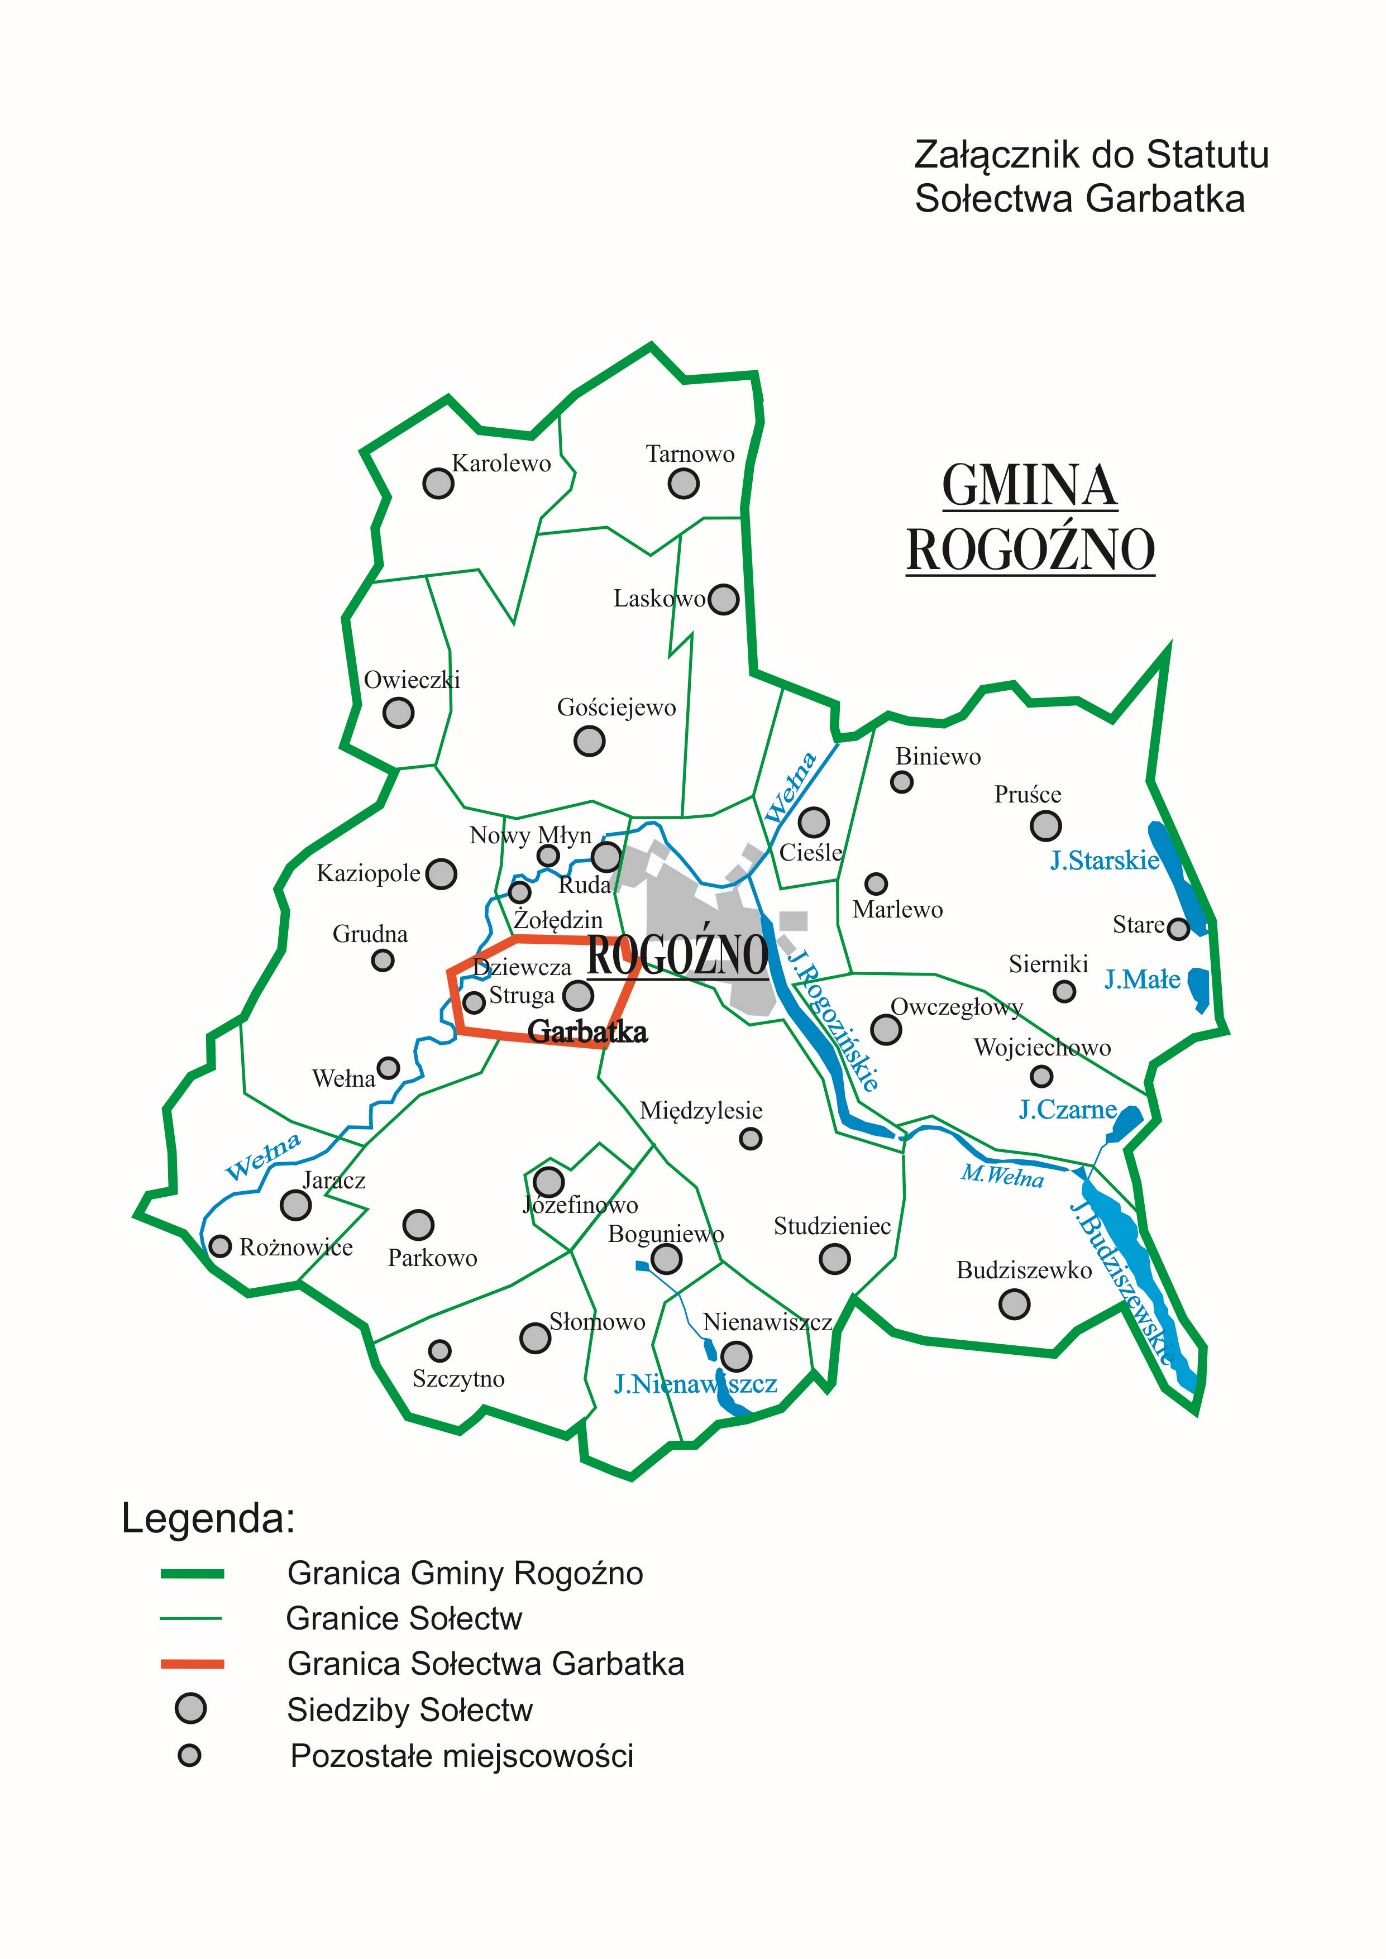 Załącznik do Statutu
Sołectwa Garbatka
GMINA
ROGOŹNO
Karolewo
Tarnowo
Laskowo
Owieczki
Gościejewo
Biniewo
Wełna
Pruśce
Nowy Młyn
Cieśle
J.Starskie
Kaziopole
Ruda
Marlewo
Żołędzin
Stare
Grudna
ROGOŹNO
Dziewcza
Struga
Sierniki
J.Małe
J.Rogozińskie
Owczegłowy
Garbatka
Wojciechowo
Wełna
Międzylesie
J.Czarne
Wełna
M.Wełna
Jaracz
Józefinowo
J.Budziszewskie
Rożnowice
Parkowo
Boguniewo
Studzieniec
Budziszewko
Słomowo
Nienawiszcz
Szczytno
J.Nienawiszcz
Legenda:
Granica Gminy Rogoźno
Granice Sołectw
Granica Sołectwa Garbatka
Siedziby Sołectw
Pozostałe miejscowości